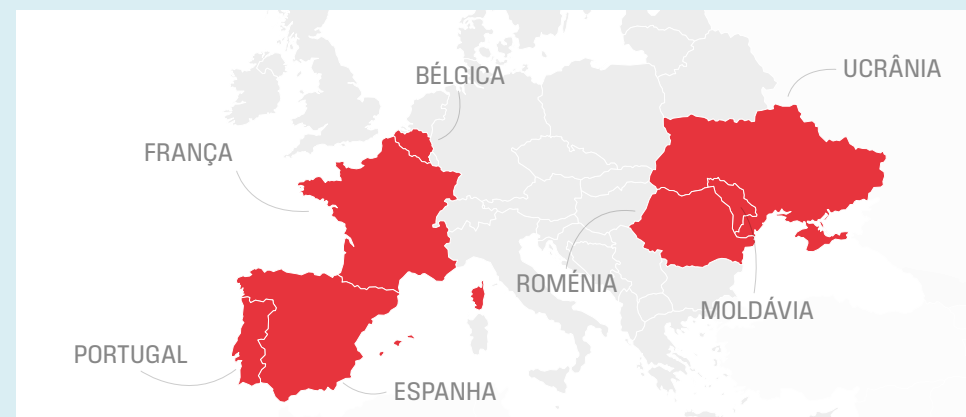 UCRÂNIA
BÉLGICA
FRANÇA
ROMÉNIA
MOLDÁVIA
PORTUGAL
ESPANHA